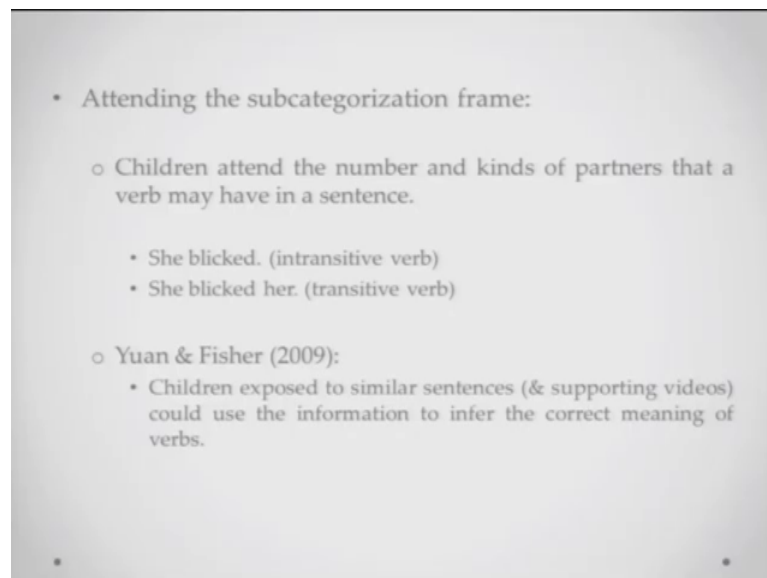 • Attending the subcategorization frame:
o Children attend the number and kinds of partners that a
verb may have in a sentence.
• She blicked. (intransitive verb)
• She blicked her. (transitive verb)
o Yuan & Fisher (2009):
• Children exposed to similar sentences (& supporting videos)
could use the information to infer the correct meaning of
verbs.